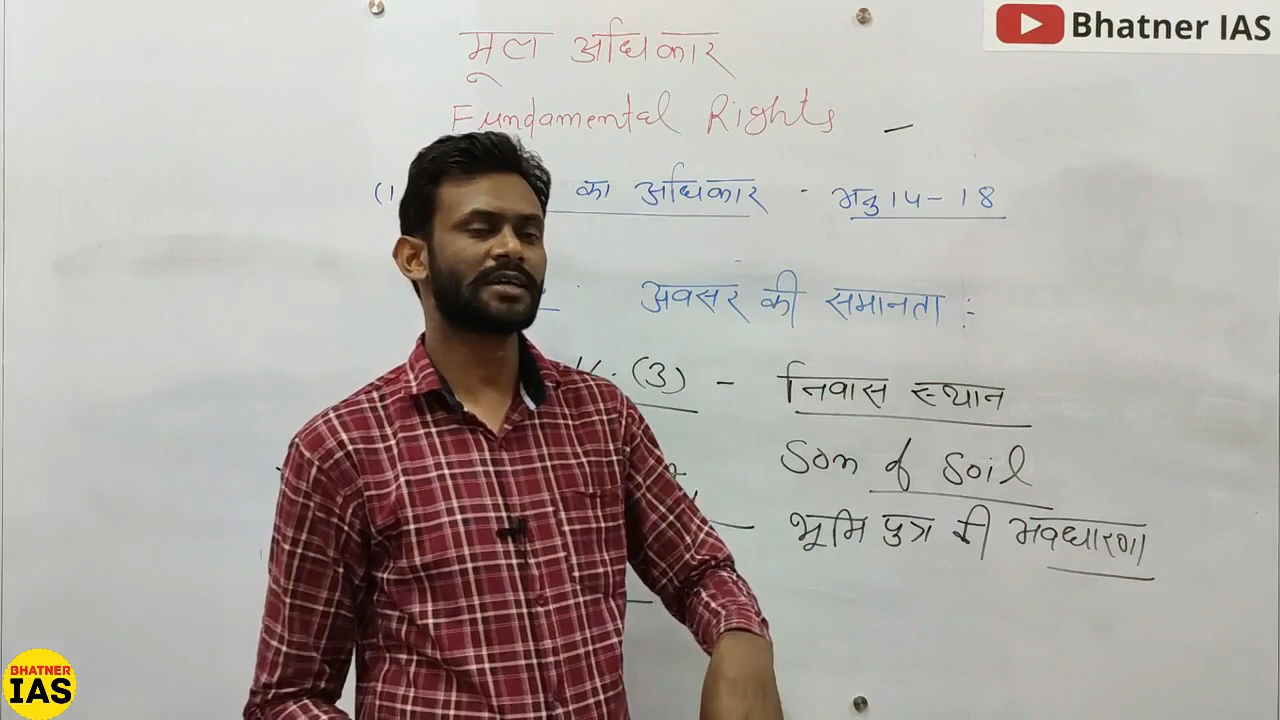 Bhatner IAS
मूल अधिकार
Fundamental Rights —
(1 का अधिकार - अनु 14 - 18
अवसर की समानता :-
(3) - निवास स्थान
Son of Soil
भूमि पुत्र की अवधारणा
BHATNER
IAS